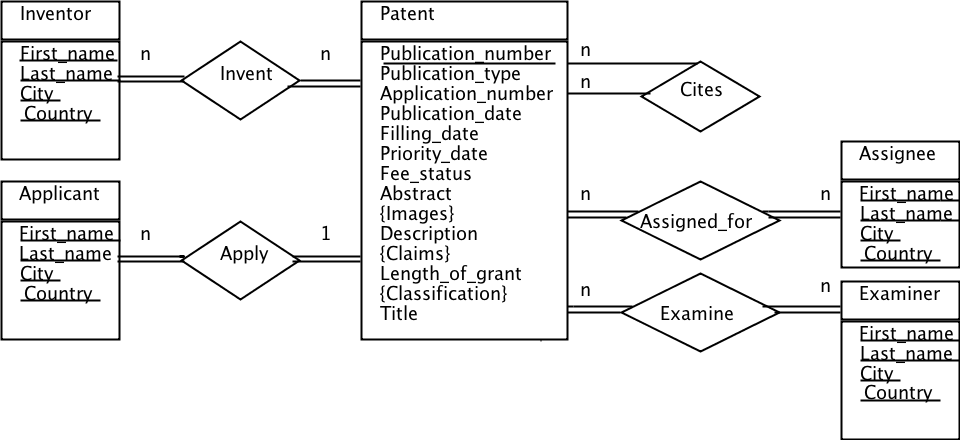 Inventor
First_name
Last_name
City
Country
n
Invent
n
Applicant
First_name
Last_name
City
Country
n
Apply
1
Patent
Publication_number
Publication_type
Application_number
Publication_date
Filling_date
Priority_date
Fee_status
Abstract
{Images}
Description
{Claims}
Length_of_grant
{Classification}
Title
n
n
Cites
n
Assigned_for
n
Assignee
First_name
Last_name
City
Country
n
Examine
n
Examiner
First_name
Last_name
City
Country